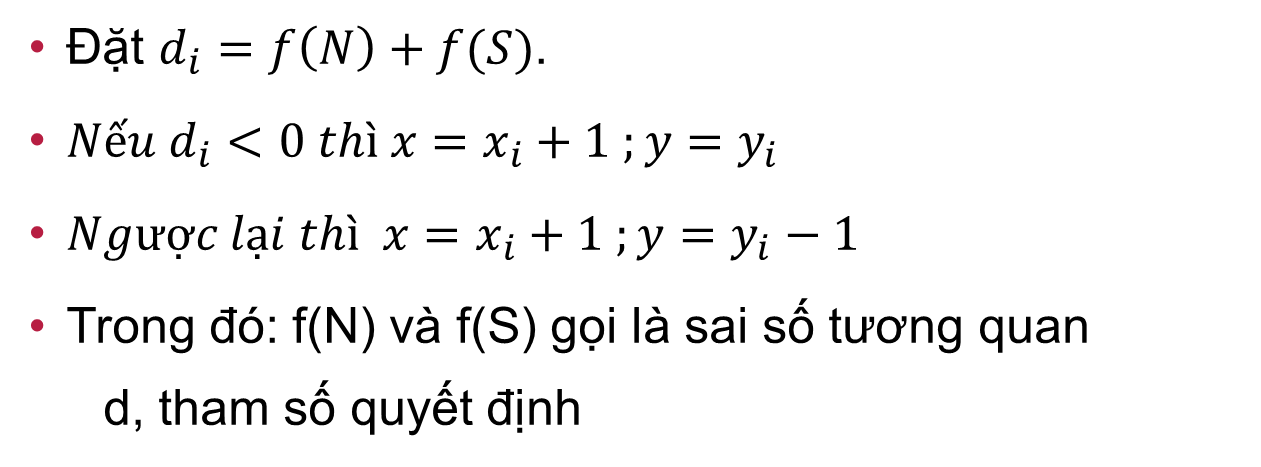 • Đặt dᵢ = f(N) + f(S).
• Nếu dᵢ < 0 thì x = xᵢ + 1 ; y = yᵢ
• Ngược lại thì x = xᵢ + 1 ; y = yᵢ − 1
• Trong đó: f(N) và f(S) gọi là sai số tương quan
d, tham số quyết định